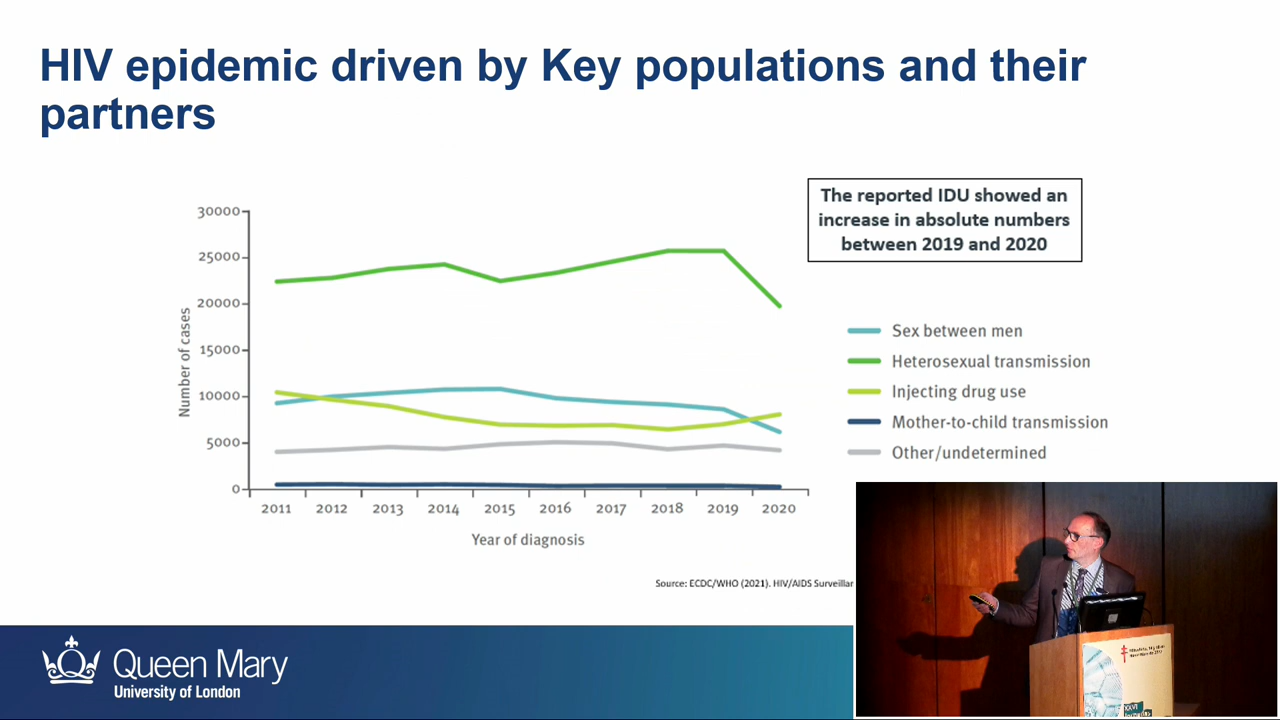 HIV epidemic driven by Key populations and their
partners
The reported IDU showed an
increase in absolute numbers
between 2019 and 2020
30000
25000
20000
15000
10000
5000
0
Number of cases
2011 2012 2013 2014 2015 2016 2017 2018 2019 2020
Year of diagnosis
Sex between men
Heterosexual transmission
Injecting drug use
Mother-to-child transmission
Other/undetermined
Source: ECDC/WHO (2021). HIV/AIDS Surveillan
Queen Mary
University of London
XXVI